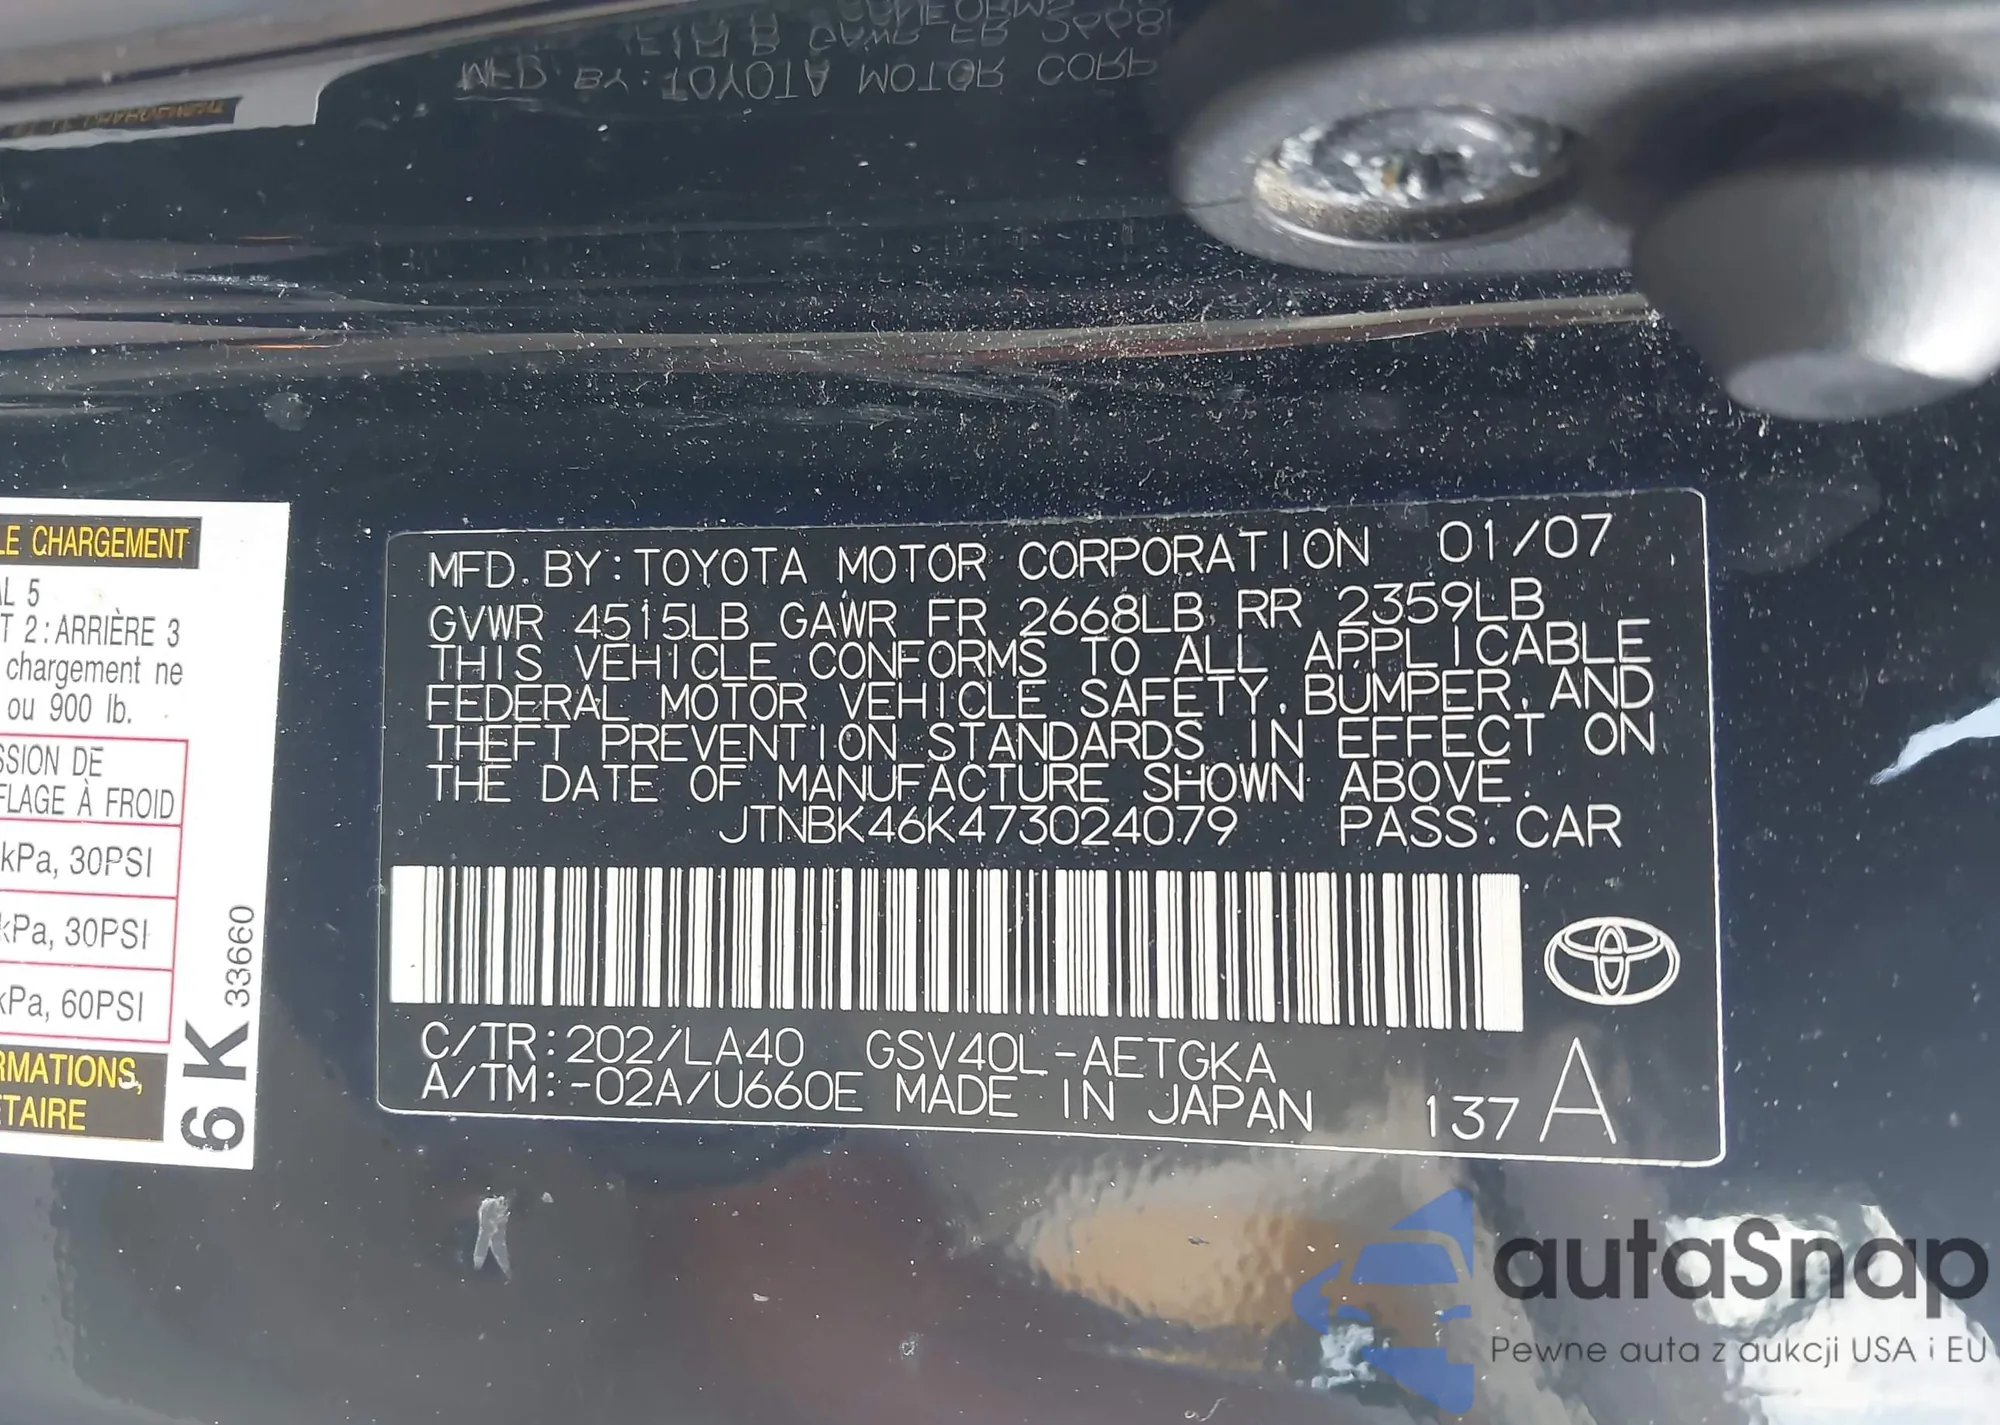 MFD. BY: TOYOTA MOTOR CORP
LE CHARGEMENT
AL 5
T 2 : ARRIÈRE 3
chargement ne
ou 900 lb.
SSION DE
FLAGE À FROID
kPa, 30PSI
kPa, 30PSI
kPa, 60PSI
RMATIONS,
ÉTAIRE
6K 33660
MFD. BY: TOYOTA MOTOR CORPORATION 01/07
GVWR 4515LB GAWR FR 2668LB RR 2359LB
THIS VEHICLE CONFORMS TO ALL APPLICABLE
FEDERAL MOTOR VEHICLE SAFETY, BUMPER, AND
THEFT PREVENTION STANDARDS IN EFFECT ON
THE DATE OF MANUFACTURE SHOWN ABOVE.
JTNBK46K473024079 PASS. CAR
C/TR: 202/LA40 GSV40L-AETGKA
A/TM: -02A/U660E MADE IN JAPAN 137 A
autaSnap
Pewne auta z aukcji USA i EU